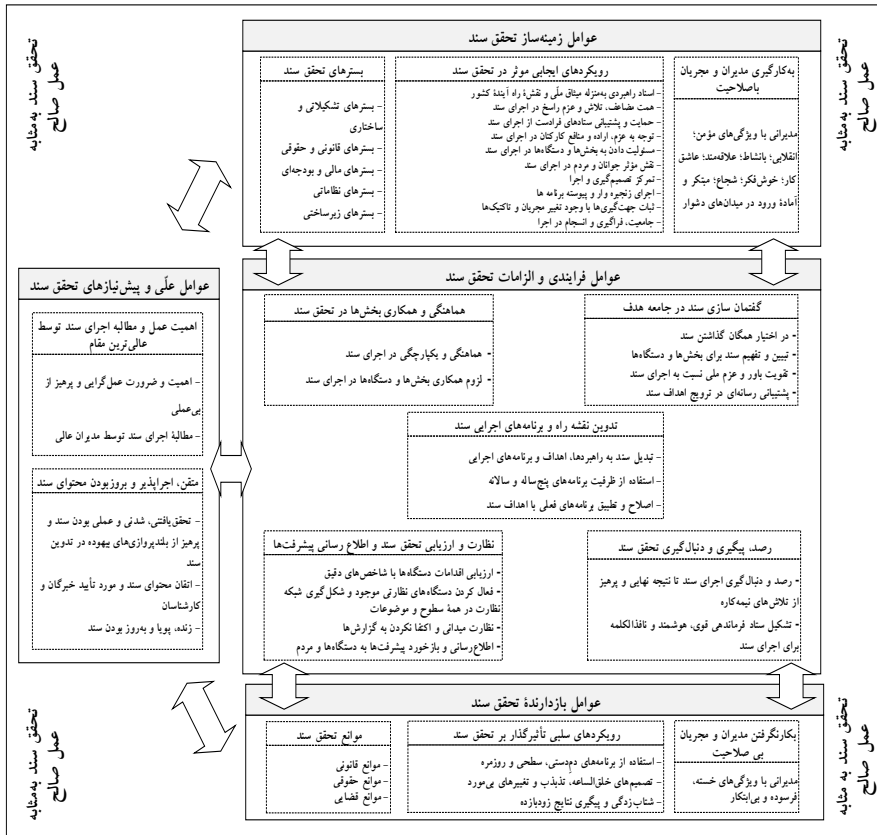 تحقق سند به‌مثابه
عمل صالح
تحقق سند به‌مثابه
عمل صالح
عوامل زمینه‌ساز تحقق سند
به‌کارگیری مدیران و مجریان
باصلاحیت
مدیرانی با ویژگی‌های مؤمن؛
انقلابی؛ بانشاط؛ علاقه‌مند؛ عاشق
کار؛ خوش‌فکر؛ شجاع؛ مبتکر و
آمادهٔ ورود در میدان‌های دشوار
رویکردهای ایجابی موثر در تحقق سند
اسناد راهبردی به‌منزله میثاق ملّی و نقشهٔ راه آیندهٔ کشور
- همت مضاعف، تلاش و عزم راسخ در اجرای سند
- حمایت و پشتیبانی ستادهای فرادست از اجرای سند
- توجه به عزم، اراده و منافع کارکنان در اجرای سند
- مسئولیت دادن به بخش‌ها و دستگاه‌ها در اجرای سند
- نقش مؤثر جوانان و مردم در اجرای سند
- تمرکز تصمیم‌گیری و اجرا
- اجرای زنجیره وار و پیوسته برنامه ها
- ثبات جهت‌گیری‌ها با وجود تغییر مجریان و تاکتیک‌ها
- جامعیت، فراگیری و انسجام در اجرا
بسترهای تحقق سند
- بسترهای تشکیلاتی و
ساختاری
- بسترهای قانونی و حقوقی
- بسترهای مالی و بودجه‌ای
- بسترهای نظاماتی
- بسترهای زیرساختی
عوامل فرایندی و الزامات تحقق سند
گفتمان سازی سند در جامعه هدف
- در اختیار همگان گذاشتن سند
- تبیین و تفهیم سند برای بخش‌ها و دستگاه‌ها
- تقویت باور و عزم ملی نسبت به اجرای سند
- پشتیبانی رسانه‌ای در ترویج اهداف سند
هماهنگی و همکاری بخش‌ها در تحقق سند
- هماهنگی و یکپارچگی در اجرای سند
- لزوم همکاری بخش‌ها و دستگاه‌ها در اجرای سند
تدوین نقشه راه و برنامه‌های اجرایی سند
- تبدیل سند به راهبردها، اهداف و برنامه‌های اجرایی
- استفاده از ظرفیت برنامه‌های پنج‌ساله و سالانه
- اصلاح و تطبیق برنامه‌های فعلی با اهداف سند
رصد، پیگیری و دنبال‌گیری تحقق سند
- رصد و دنبال‌گیری اجرای سند تا نتیجه نهایی و پرهیز
از تلاش‌های نیمه‌کاره
- تشکیل ستاد فرماندهی قوی، هوشمند و نافذالکلمه
برای اجرای سند
نظارت و ارزیابی تحقق سند و اطلاع رسانی پیشرفت‌ها
- ارزیابی اقدامات دستگاه‌ها با شاخص‌های دقیق
- فعال کردن دستگاه‌های نظارتی موجود و شکل‌گیری شبکه
نظارت در همهٔ سطوح و موضوعات
- نظارت میدانی و اکتفا نکردن به گزارش‌ها
- اطلاع‌رسانی و بازخورد پیشرفت‌ها به دستگاه‌ها و مردم
عوامل علّی و پیش‌نیازهای تحقق سند
اهمیت عمل و مطالبه اجرای سند توسط
عالی‌ترین مقام
- اهمیت و ضرورت عمل‌گرایی و پرهیز از
بی‌عملی
- مطالبهٔ اجرای سند توسط مدیران عالی
متقن، اجراپذیر و بروزبودن محتوای سند
- تحقق‌یافتنی، شدنی و عملی بودن سند و
پرهیز از بلندپروازی‌های بیهوده در تدوین
سند
- اتقان محتوای سند و مورد تأیید خبرگان و
کارشناسان
- زنده، پویا و به‌روز بودن سند
عوامل بازدارندهٔ تحقق سند
بکارنگرفتن مدیران و مجریان
بی صلاحیت
مدیرانی با ویژگی‌های خسته،
فرسوده و بی‌ابتکار
رویکردهای سلبی تأثیرگذار بر تحقق سند
- استفاده از برنامه‌های دم‌ِدستی، سطحی و روزمره
- تصمیم‌های خلق‌الساعه، تذبذب و تغییرهای بی‌مورد
- شتاب‌زدگی و پیگیری نتایج زودبازده
موانع تحقق سند
- موانع قانونی
- موانع حقوقی
- موانع قضایی
تحقق سند به‌مثابه
عمل صالح
تحقق سند به‌مثابه
عمل صالح